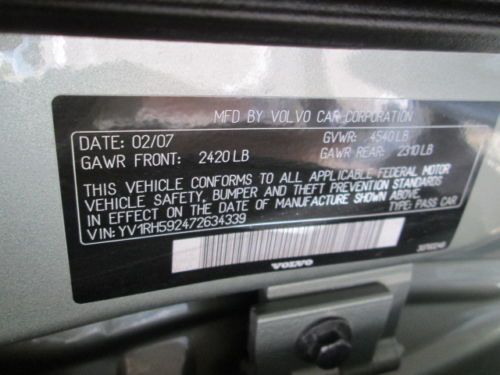 MFD BY VOLVO CAR CORPORATION
DATE: 02/07 GVWR: 4540 LB
GAWR FRONT: 2420 LB GAWR REAR: 2310 LB
THIS VEHICLE CONFORMS TO ALL APPLICABLE FEDERAL MOTOR
VEHICLE SAFETY, BUMPER AND THEFT PREVENTION STANDARDS
IN EFFECT ON THE DATE OF MANUFACTURE SHOWN ABOVE
VIN: YV1RH592472634339 TYPE: PASS CAR
VOLVO